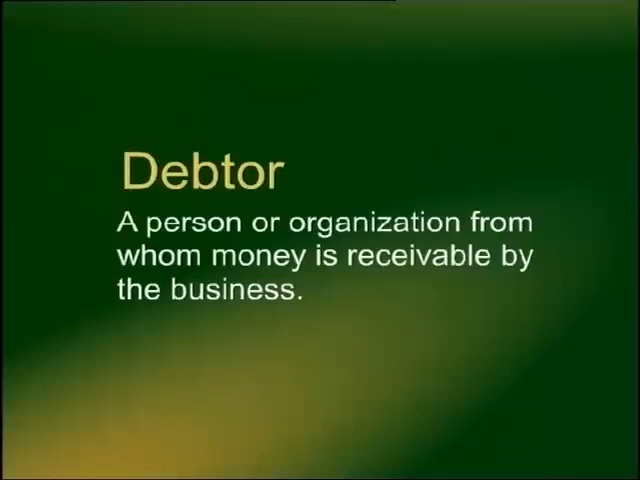 Debtor
A person or organization from
whom money is receivable by
the business.